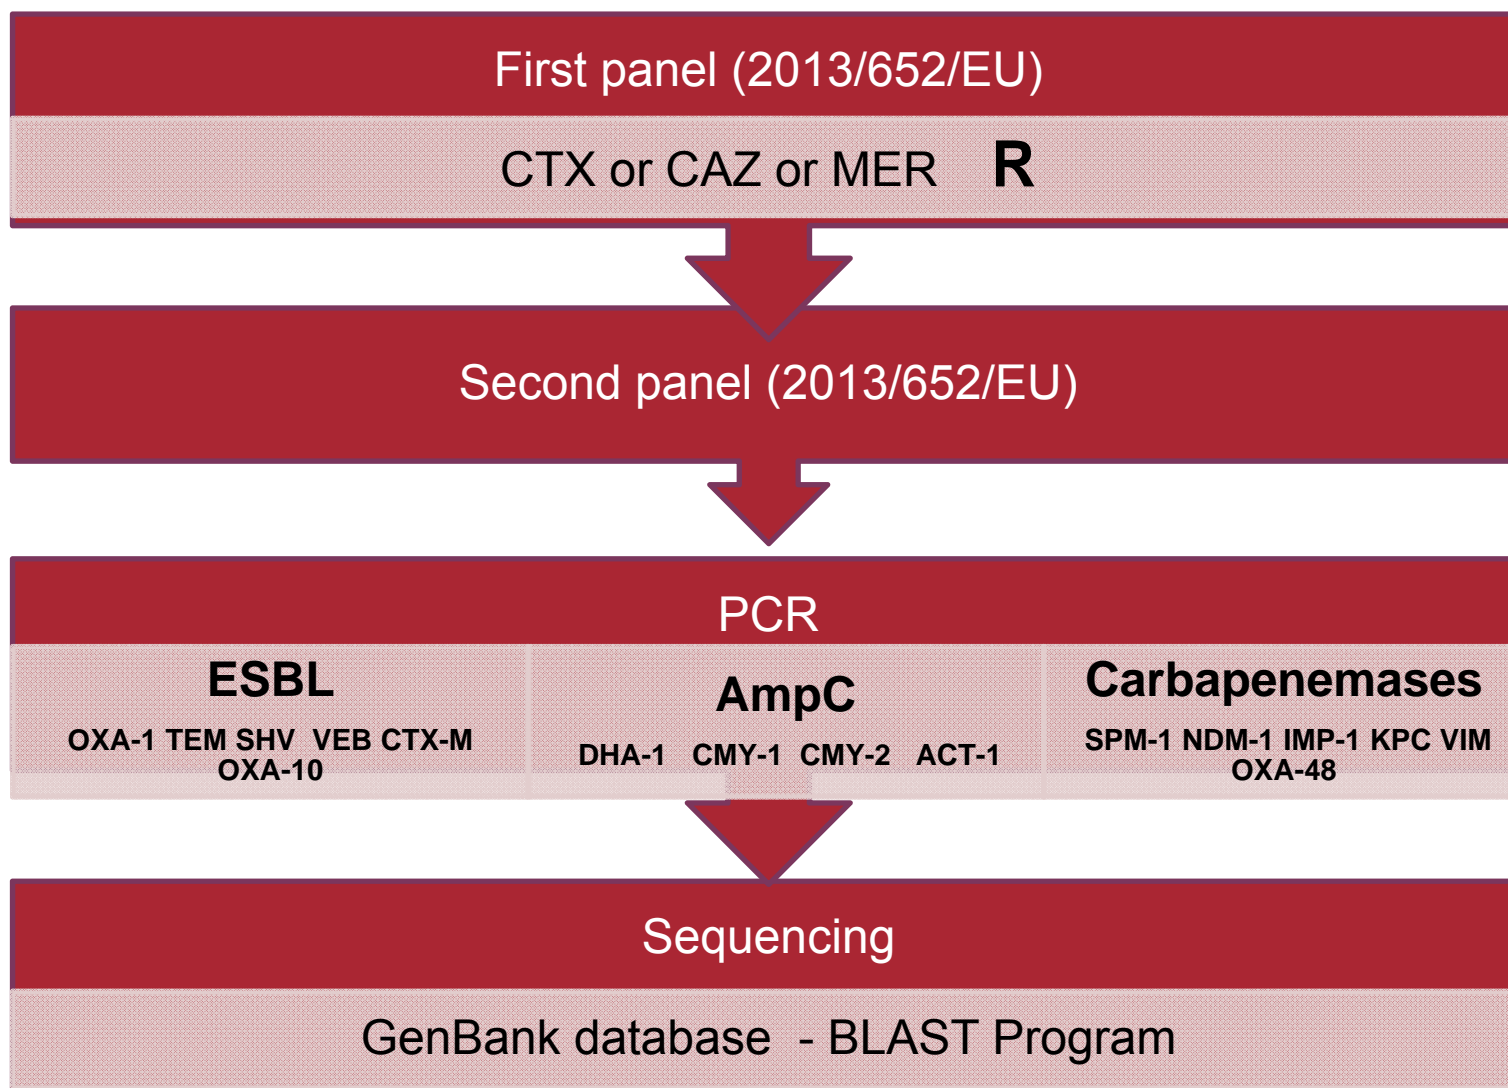 First panel (2013/652/EU)
CTX or CAZ or MER R
Second panel (2013/652/EU)
PCR
ESBL
OXA-1 TEM SHV VEB CTX-M
OXA-10
AmpC
DHA-1 CMY-1 CMY-2 ACT-1
Carbapenemases
SPM-1 NDM-1 IMP-1 KPC VIM
OXA-48
Sequencing
GenBank database - BLAST Program